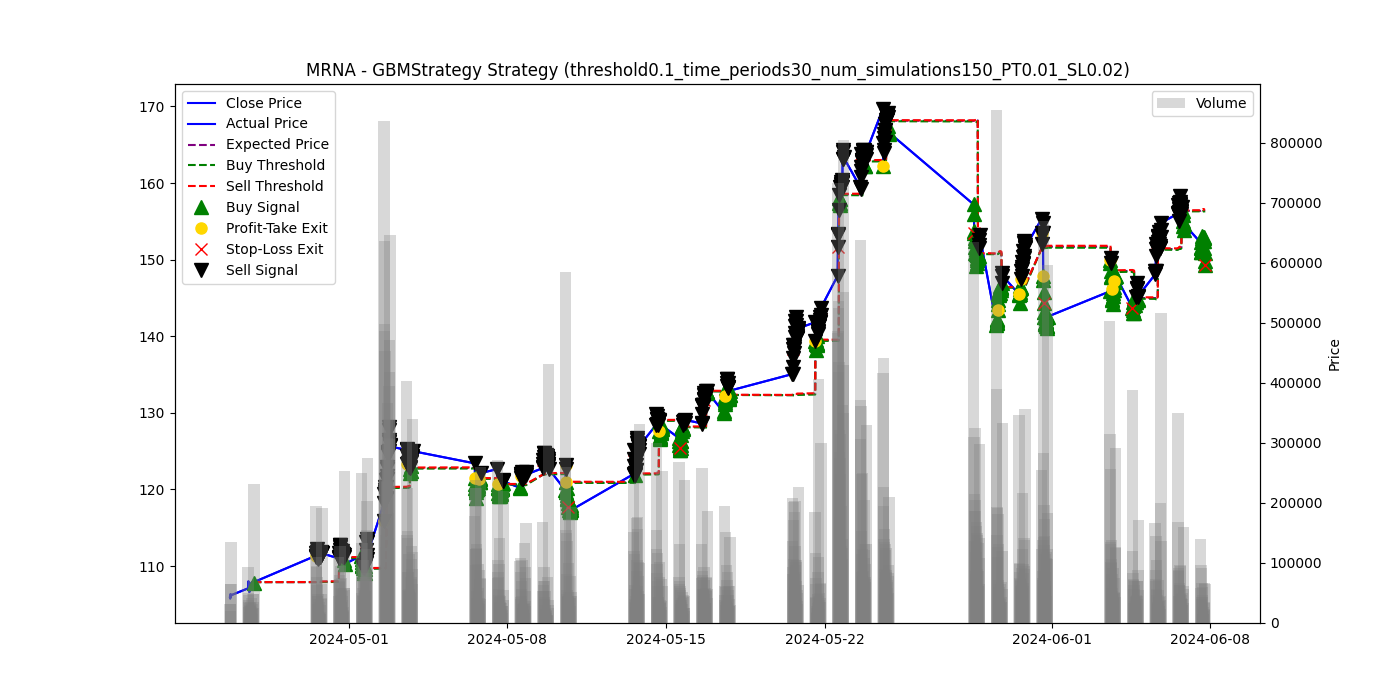 MRNA - GBMStrategy Strategy (threshold0.1_time_periods30_num_simulations150_PT0.01_SL0.02)
Close Price
Actual Price
Expected Price
Buy Threshold
Sell Threshold
Buy Signal
Profit-Take Exit
Stop-Loss Exit
Sell Signal
Volume
170
160
150
140
130
120
110
800000
700000
600000
500000
400000
300000
200000
100000
0
Price
2024-05-01
2024-05-08
2024-05-15
2024-05-22
2024-06-01
2024-06-08